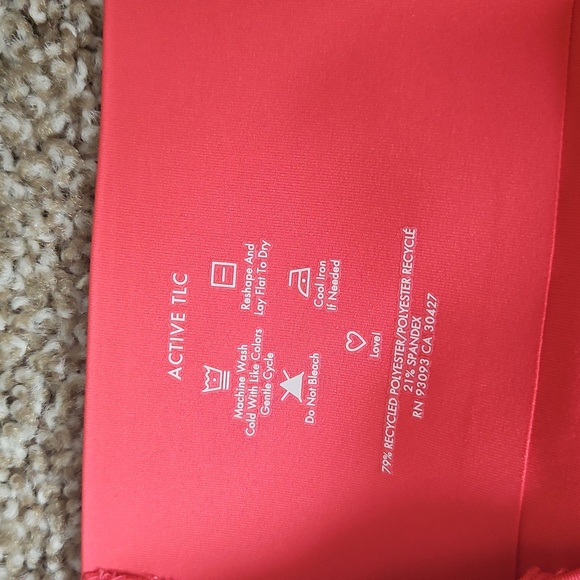 ACTIVE TLC
Machine Wash
Cold With Like Colors
Gentle Cycle
Reshape And
Lay Flat To Dry
Do Not Bleach
Cool Iron
If Needed
Love!
79% RECYCLED POLYESTER/POLYESTER RECYCLÉ
21% SPANDEX
RN 93093 CA 30427